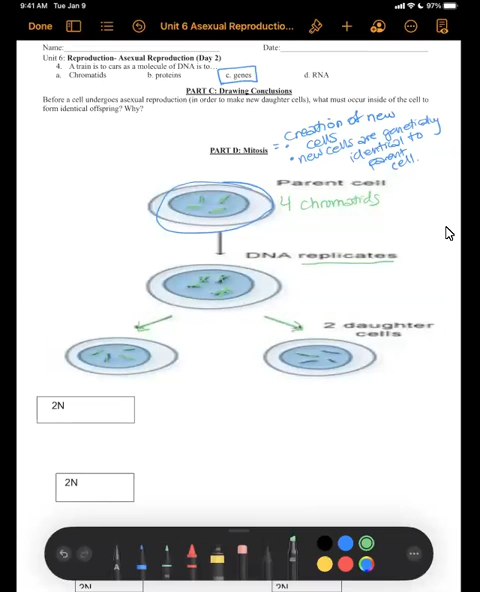 9:41 AM Tue Jan 9
97%
Done
Unit 6 Asexual Reproductio...
Name: Date:
Unit 6: Reproduction- Asexual Reproduction (Day 2)
4. A train is to cars as a molecule of DNA is to…
a. Chromatids b. proteins c. genes d. RNA
PART C: Drawing Conclusions
Before a cell undergoes asexual reproduction (in order to make new daughter cells), what must occur inside of the cell to
form identical offspring? Why?
PART D: Mitosis
= • creation of new
cells
• new cells are genetically
identical to
parent
cell.
Parent cell
4 chromatids
DNA replicates
2 daughter
cells
2N
2N
A
2N 2N